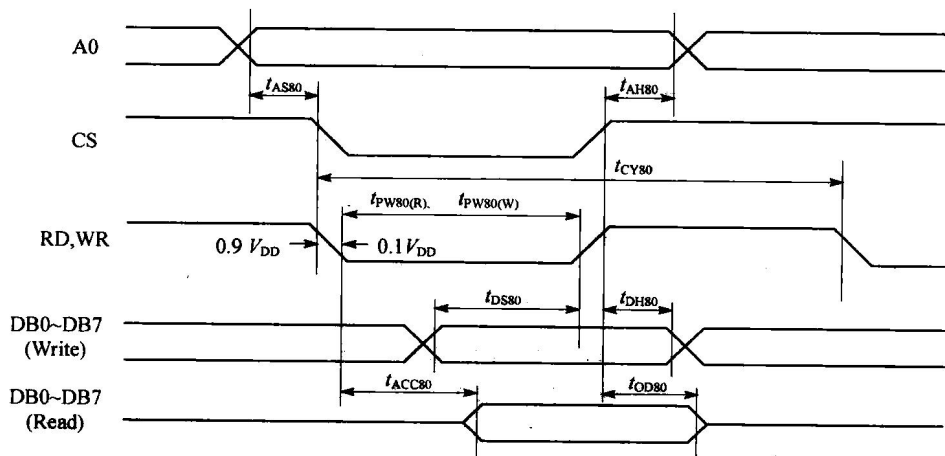 A0
tAS80
tAH80
CS
tCY80
tPW80(R). tPW80(W)
RD,WR
0.9 VDD
0.1VDD
tDS80
tDH80
DB0~DB7
(Write)
tACC80
tOD80
DB0~DB7
(Read)